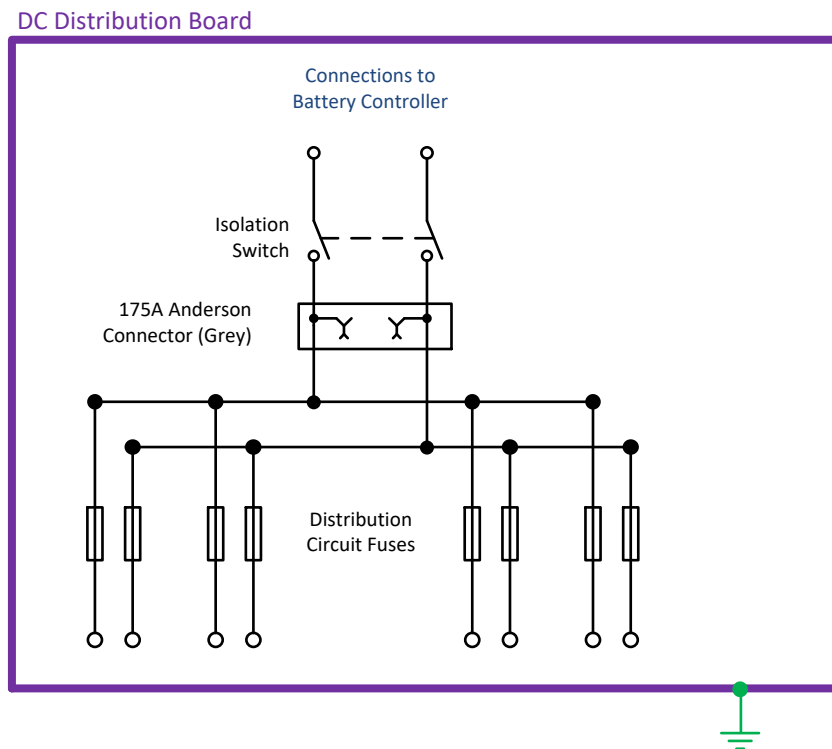 DC Distribution Board
Connections to
Battery Controller
Isolation
Switch
175A Anderson
Connector (Grey)
Distribution
Circuit Fuses